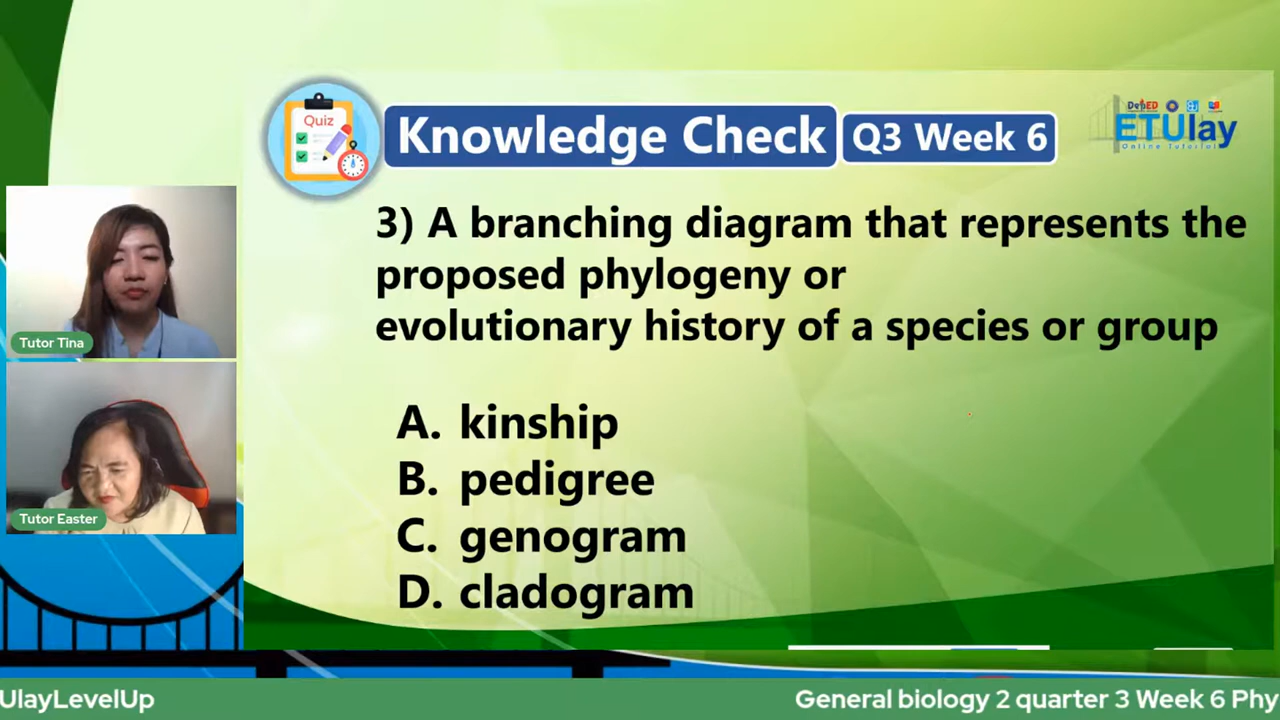 Quiz
Knowledge Check
Q3 Week 6
DepED
ETUlay
Online Tutorial
3) A branching diagram that represents the
proposed phylogeny or
evolutionary history of a species or group
A. kinship
B. pedigree
C. genogram
D. cladogram
Tutor Tina
Tutor Easter
UlayLevelUp
General biology 2 quarter 3 Week 6 Phy